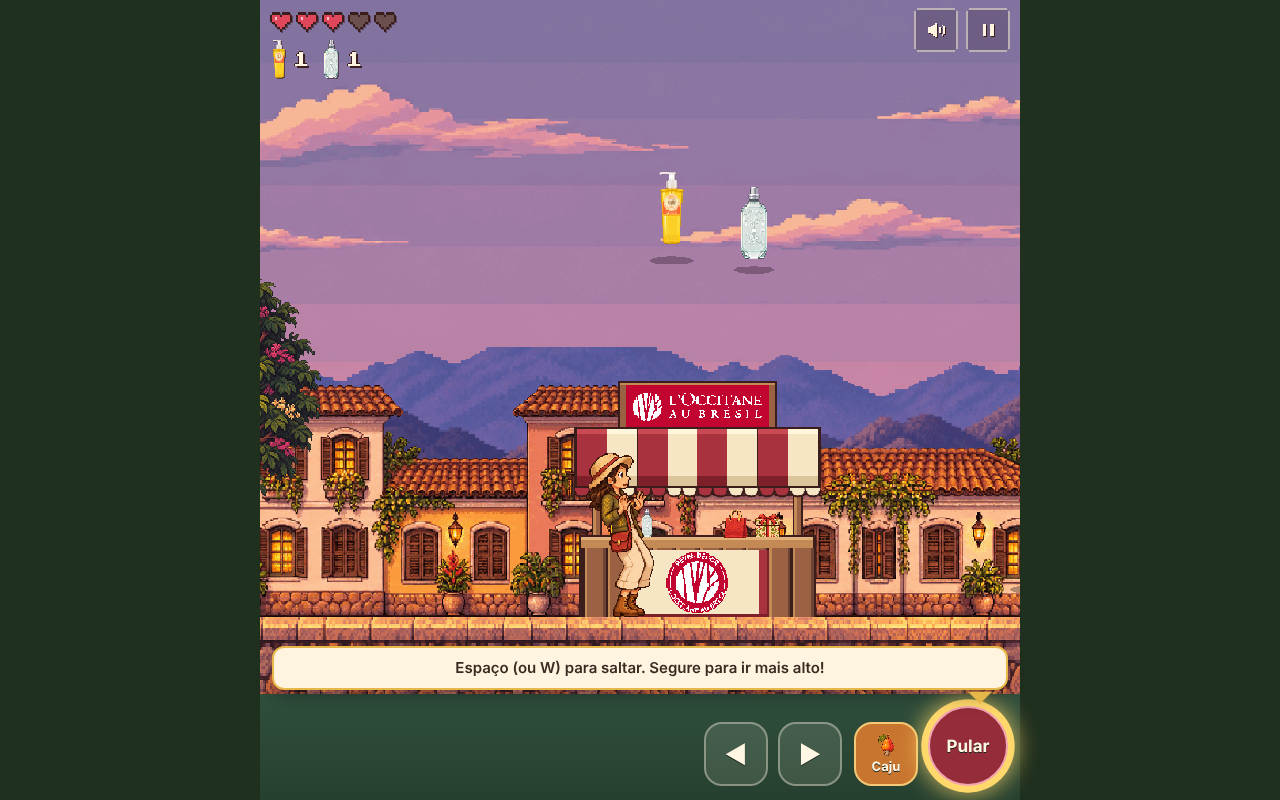 1 1
L'OCCITANE
AU BRÉSIL
Espaço (ou W) para saltar. Segure para ir mais alto!
Caju
Pular